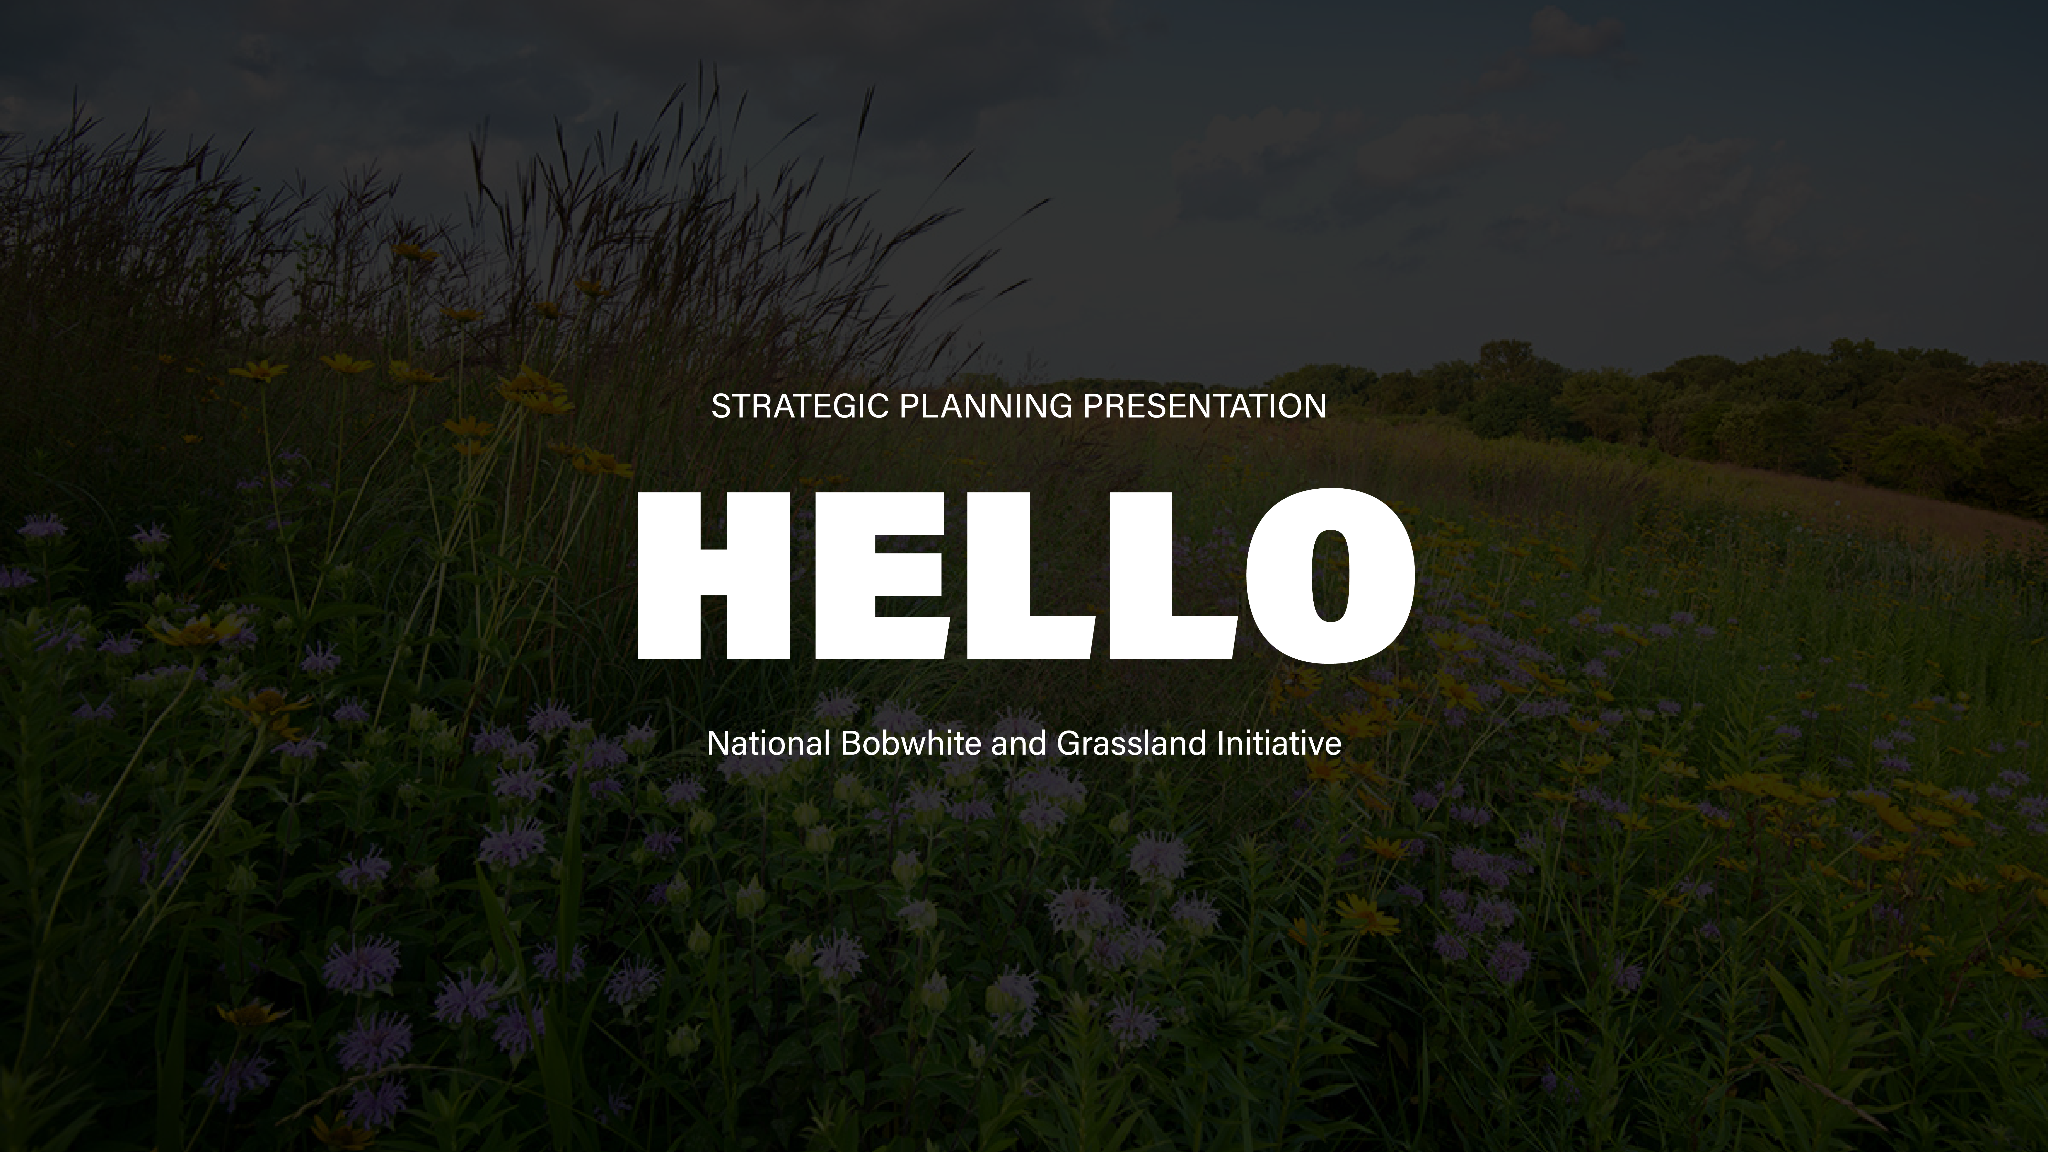 STRATEGIC PLANNING PRESENTATION
HELLO
National Bobwhite and Grassland Initiative